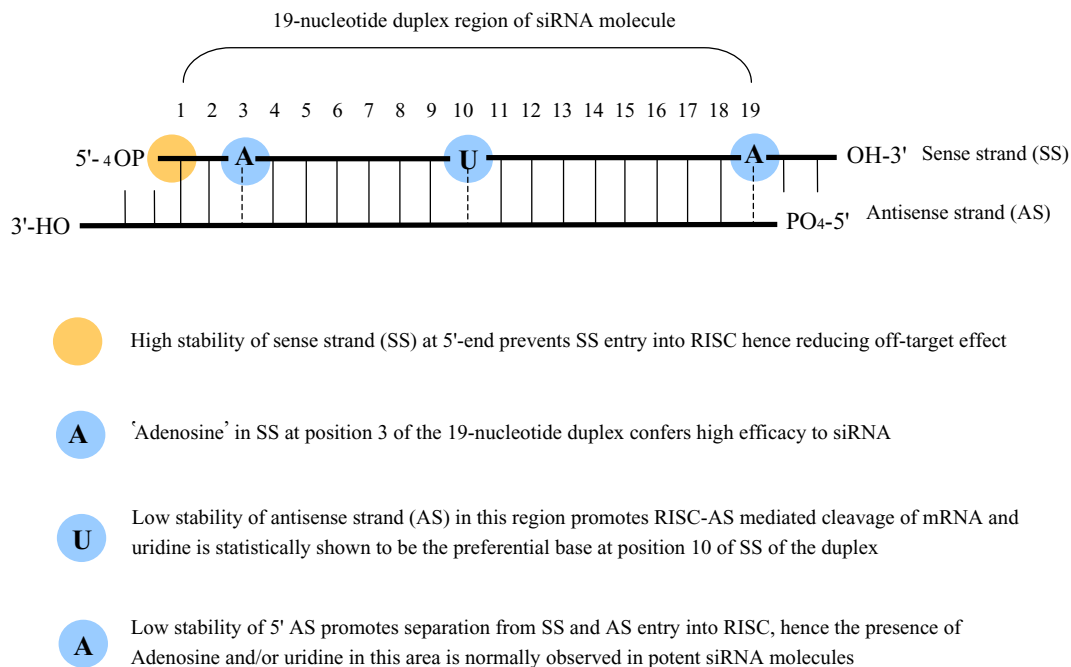 19-nucleotide duplex region of siRNA molecule
1 2 3 4 5 6 7 8 9 10 11 12 13 14 15 16 17 18 19
5'-4OP A U A OH-3' Sense strand (SS)
3'-HO PO4-5' Antisense strand (AS)
High stability of sense strand (SS) at 5'-end prevents SS entry into RISC hence reducing off-target effect
A 'Adenosine' in SS at position 3 of the 19-nucleotide duplex confers high efficacy to siRNA
Low stability of antisense strand (AS) in this region promotes RISC-AS mediated cleavage of mRNA and
U uridine is statistically shown to be the preferential base at position 10 of SS of the duplex
Low stability of 5' AS promotes separation from SS and AS entry into RISC, hence the presence of
A Adenosine and/or uridine in this area is normally observed in potent siRNA molecules